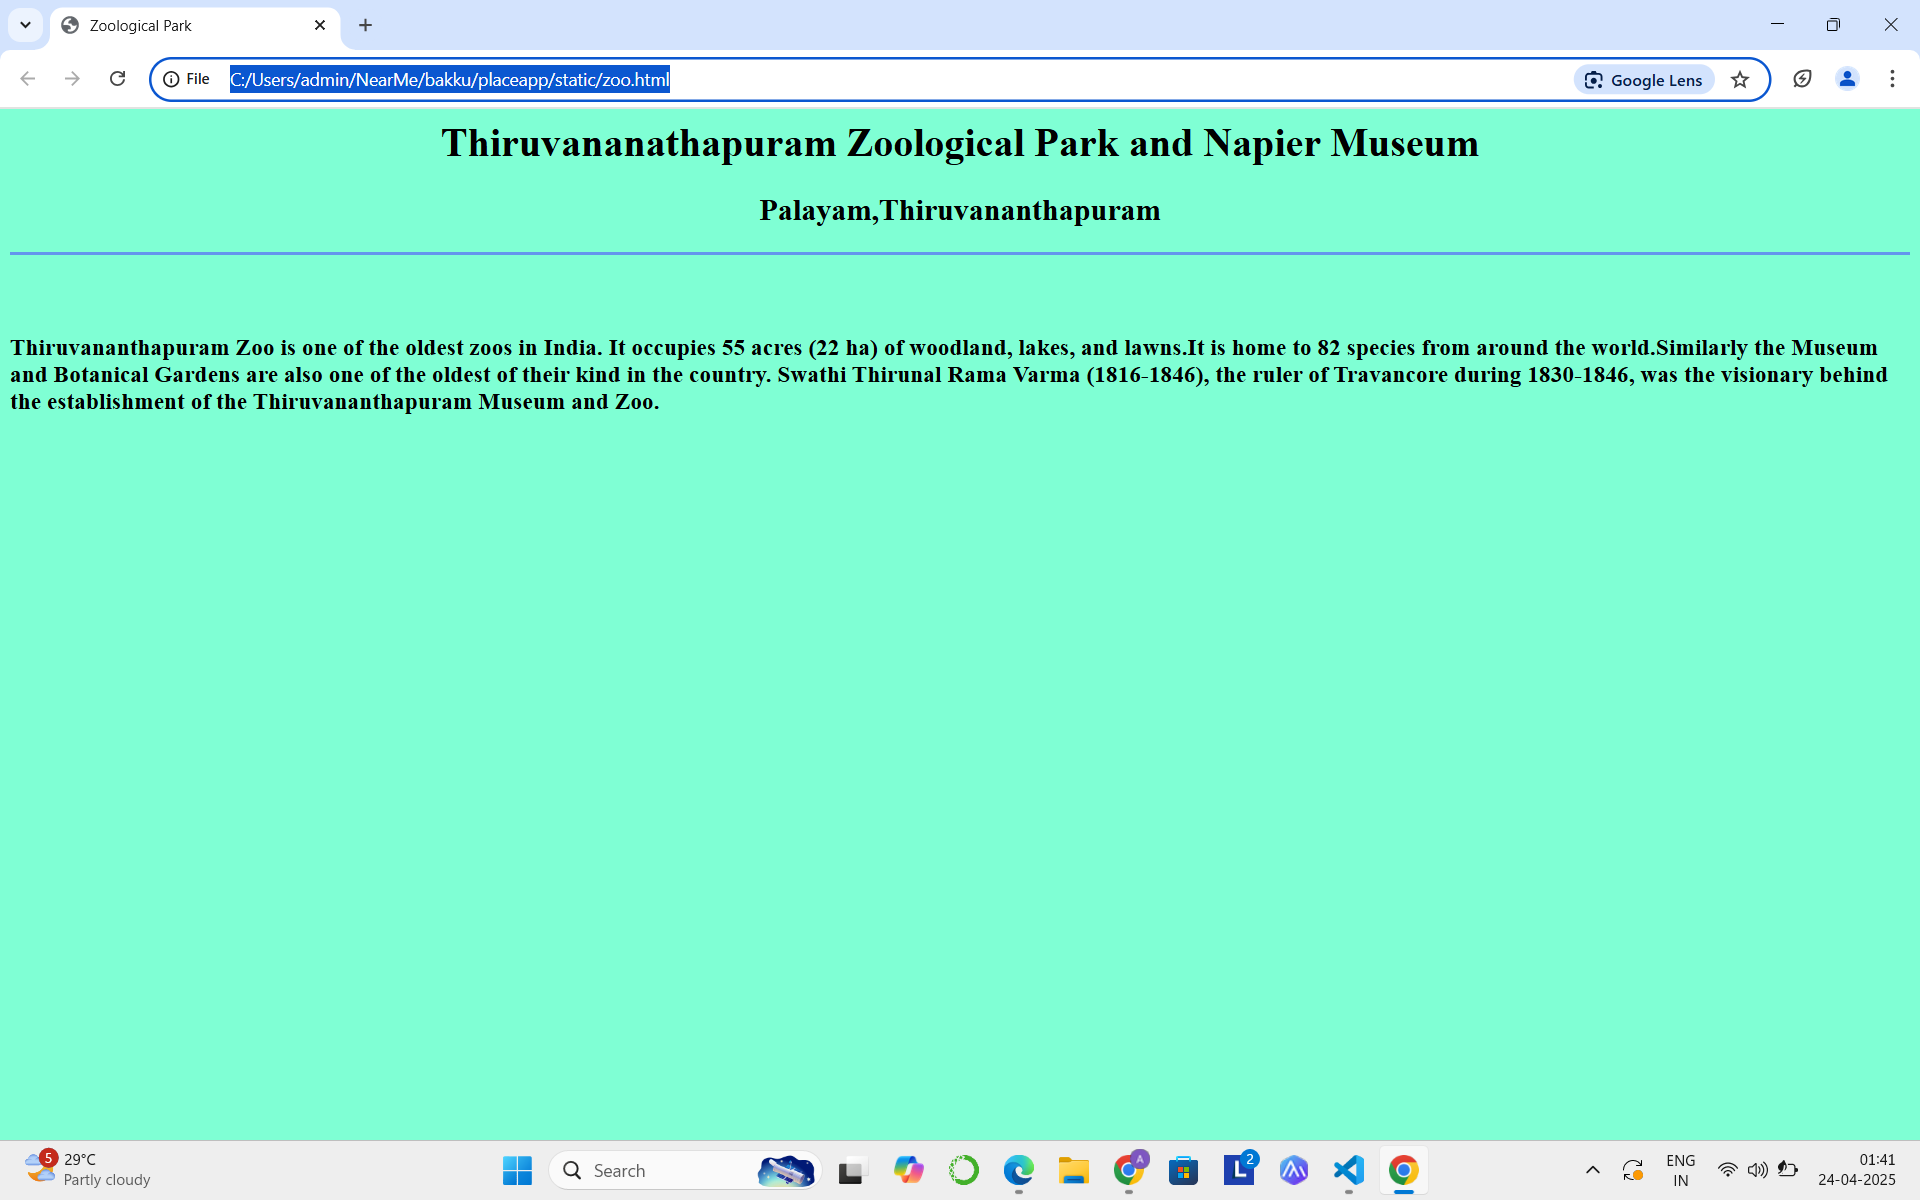 Zoological Park
File
C:/Users/admin/NearMe/bakku/placeapp/static/zoo.html
Google Lens
Thiruvananathapuram Zoological Park and Napier Museum
Palayam,Thiruvananthapuram
Thiruvananthapuram Zoo is one of the oldest zoos in India. It occupies 55 acres (22 ha) of woodland, lakes, and lawns.It is home to 82 species from around the world.Similarly the Museum
and Botanical Gardens are also one of the oldest of their kind in the country. Swathi Thirunal Rama Varma (1816-1846), the ruler of Travancore during 1830-1846, was the visionary behind
the establishment of the Thiruvananthapuram Museum and Zoo.
5
29°C
Partly cloudy
Search
A
L
2
ENG
IN
01:41
24-04-2025